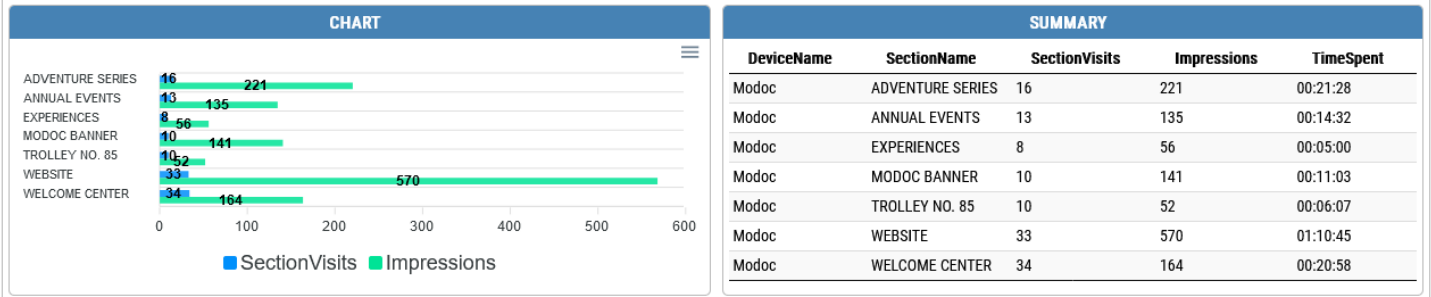 CHART
ADVENTURE SERIES 16 221
ANNUAL EVENTS 13 135
EXPERIENCES 8 56
MODOC BANNER 10 141
TROLLEY NO. 85 10 52
WEBSITE 33 570
WELCOME CENTER 34 164
0 100 200 300 400 500 600
SectionVisits Impressions
SUMMARY
DeviceName SectionName SectionVisits Impressions TimeSpent
Modoc ADVENTURE SERIES 16 221 00:21:28
Modoc ANNUAL EVENTS 13 135 00:14:32
Modoc EXPERIENCES 8 56 00:05:00
Modoc MODOC BANNER 10 141 00:11:03
Modoc TROLLEY NO. 85 10 52 00:06:07
Modoc WEBSITE 33 570 01:10:45
Modoc WELCOME CENTER 34 164 00:20:58